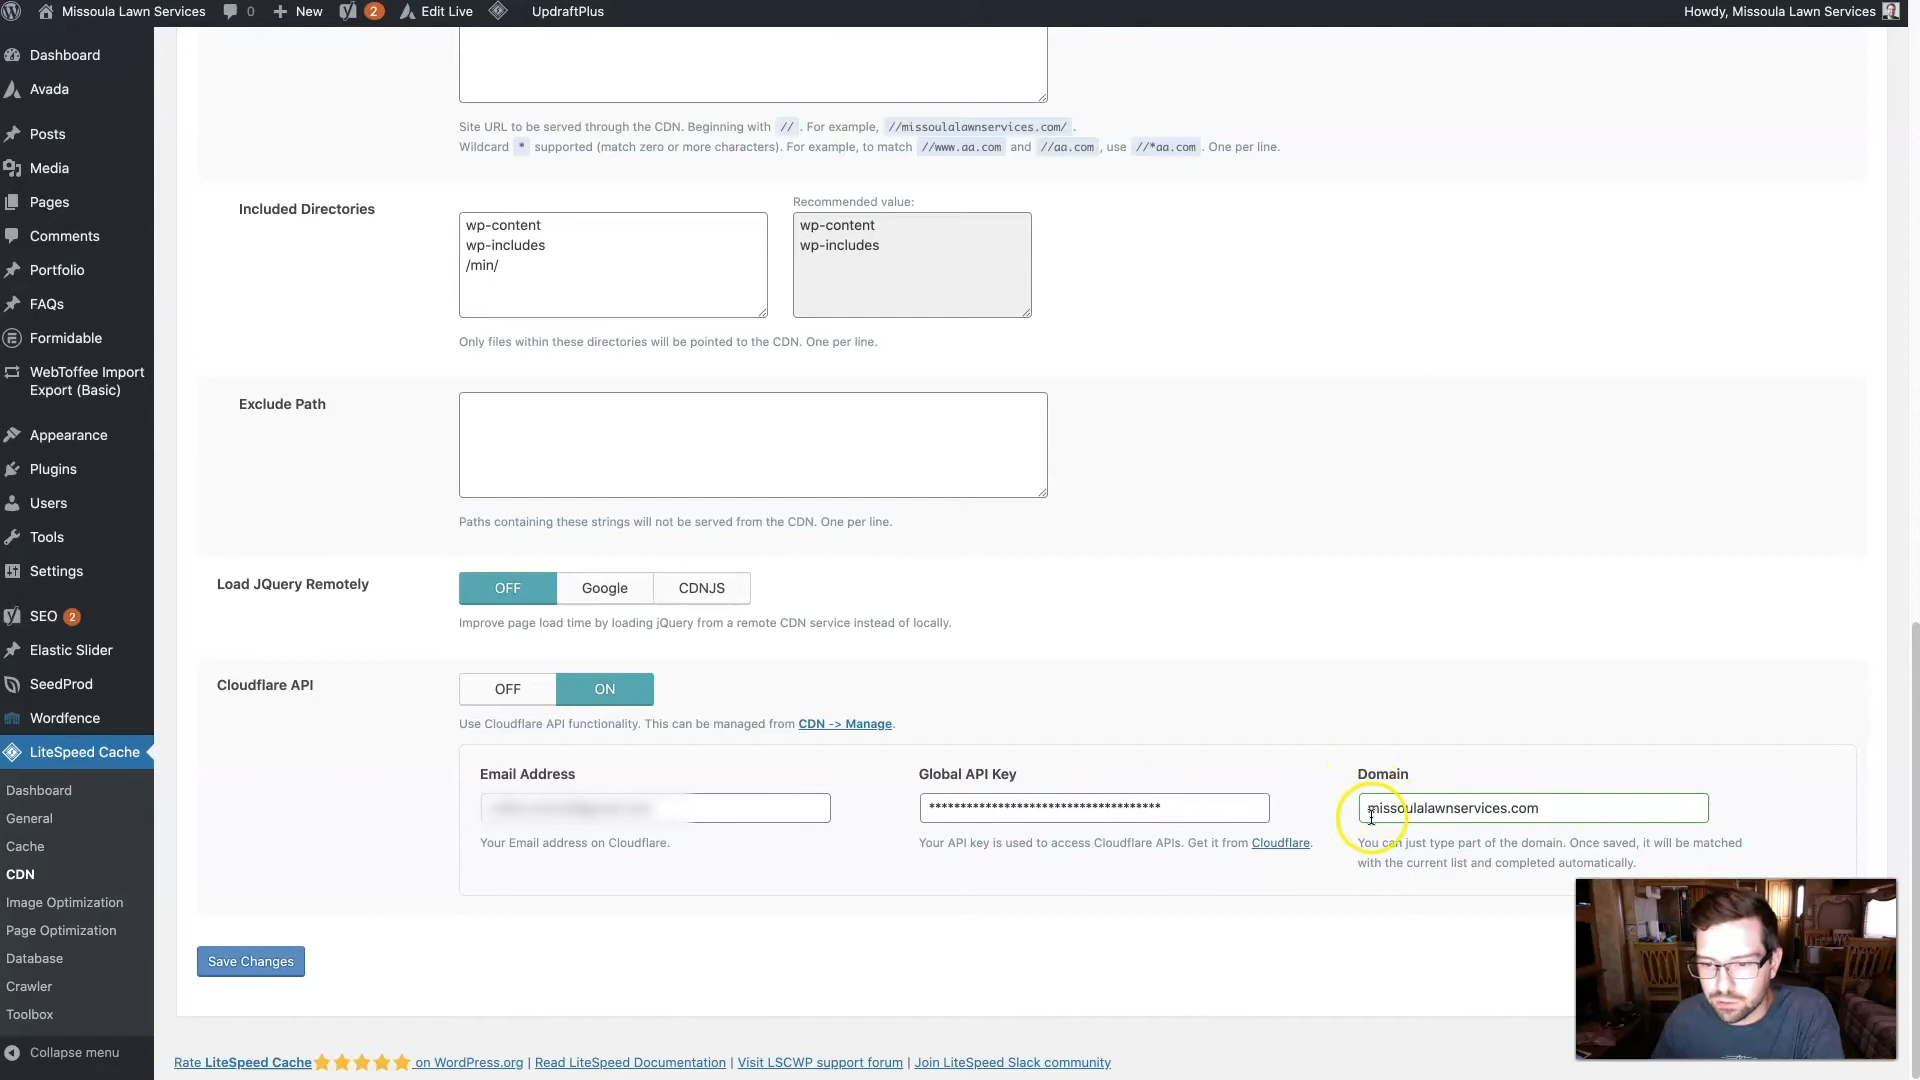 Missoula Lawn Services 0 New 2 Edit Live UpdraftPlus Howdy, Missoula Lawn Services
Dashboard
Avada
Posts
Media
Pages
Comments
Portfolio
FAQs
Formidable
WebToffee Import
Export (Basic)
Appearance
Plugins
Users
Tools
Settings
SEO 2
Elastic Slider
SeedProd
Wordfence
LiteSpeed Cache
Dashboard
General
Cache
CDN
Image Optimization
Page Optimization
Database
Crawler
Toolbox
Collapse menu
Site URL to be served through the CDN. Beginning with // . For example, //missoulalawnservices.com/ .
Wildcard * supported (match zero or more characters). For example, to match //www.aa.com and //aa.com , use //*aa.com . One per line.
Included Directories
wp-content
wp-includes
/min/
Recommended value:
wp-content
wp-includes
Only files within these directories will be pointed to the CDN. One per line.
Exclude Path
Paths containing these strings will not be served from the CDN. One per line.
Load JQuery Remotely
OFF Google CDNJS
Improve page load time by loading jQuery from a remote CDN service instead of locally.
Cloudflare API
OFF ON
Use Cloudflare API functionality. This can be managed from CDN -> Manage.
Email Address
Your Email address on Cloudflare.
Global API Key
*************************************
Your API key is used to access Cloudflare APIs. Get it from Cloudflare.
Domain
missoulalawnservices.com
You can just type part of the domain. Once saved, it will be matched
with the current list and completed automatically.
Save Changes
Rate LiteSpeed Cache on WordPress.org | Read LiteSpeed Documentation | Visit LSCWP support forum | Join LiteSpeed Slack community